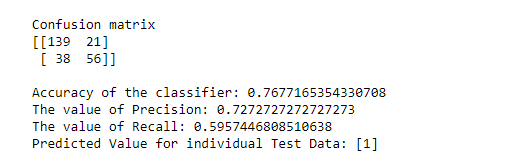 Confusion matrix
[[139  21]
 [ 38  56]]
Accuracy of the classifier: 0.7677165354330708
The value of Precision: 0.7272727272727273
The value of Recall: 0.5957446808510638
Predicted Value for individual Test Data: [1]